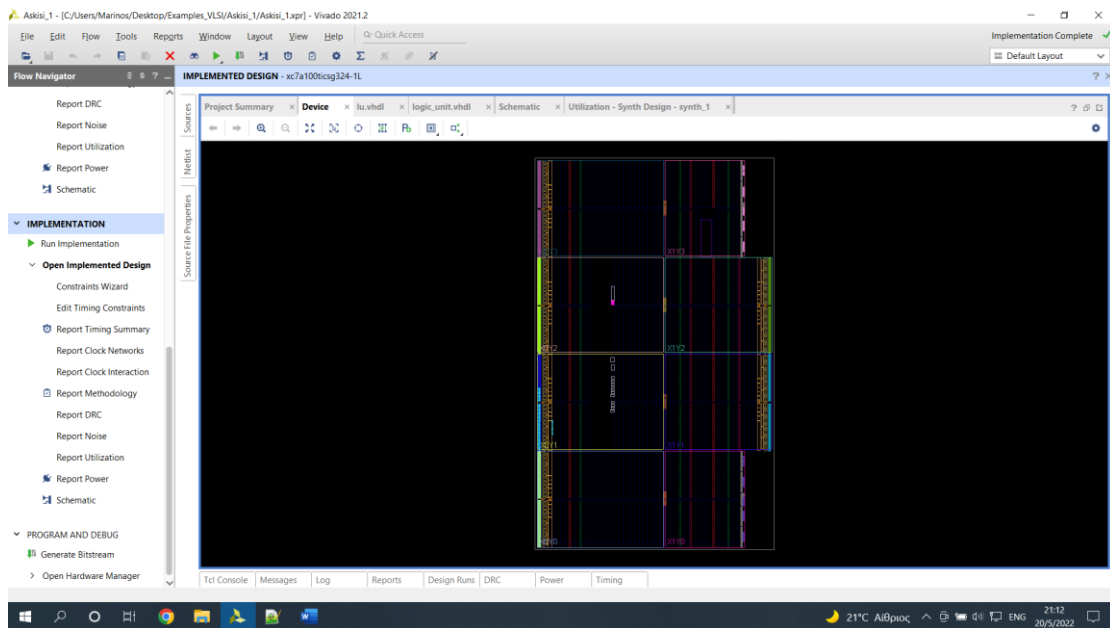 Askisi_1 - [C:/Users/Marinos/Desktop/Examples_VLSI/Askisi_1/Askisi_1.xpr] - Vivado 2021.2
File Edit Flow Tools Reports Window Layout View Help Q- Quick Access
Implementation Complete
Default Layout
Flow Navigator
IMPLEMENTED DESIGN - xc7a100ticsg324-1L
Report DRC
Report Noise
Report Utilization
Report Power
Schematic
IMPLEMENTATION
Run Implementation
Open Implemented Design
Constraints Wizard
Edit Timing Constraints
Report Timing Summary
Report Clock Networks
Report Clock Interaction
Report Methodology
Report DRC
Report Noise
Report Utilization
Report Power
Schematic
PROGRAM AND DEBUG
Generate Bitstream
Open Hardware Manager
Sources
Netlist
Source File Properties
Project Summary Device lu.vhdl logic_unit.vhdl Schematic Utilization - Synth Design - synth_1
X1Y3
X1Y2
X1Y1
X1Y0
Tcl Console Messages Log Reports Design Runs DRC Power Timing
21°C Αίθριος ENG 21:12
20/5/2022